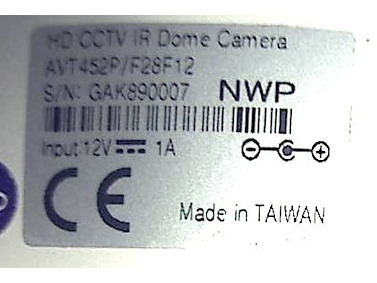 HD CCTV IR Dome Camera
AVT452P/F28F12
S/N: GAK890007 NWP
Input 12V 1A
CE
Made in TAIWAN